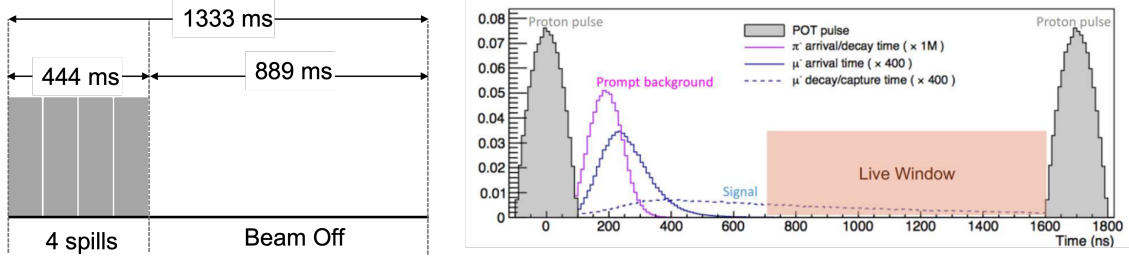 1333 ms
444 ms
889 ms
4 spills
Beam Off
0.08
0.07
0.06
0.05
0.04
0.03
0.02
0.01
0
Proton pulse
Proton pulse
POT pulse
π⁻ arrival/decay time ( × 1M )
μ⁻ arrival time ( × 400 )
μ⁻ decay/capture time ( × 400 )
Prompt background
Signal
Live Window
0 200 400 600 800 1000 1200 1400 1600 1800
Time (ns)